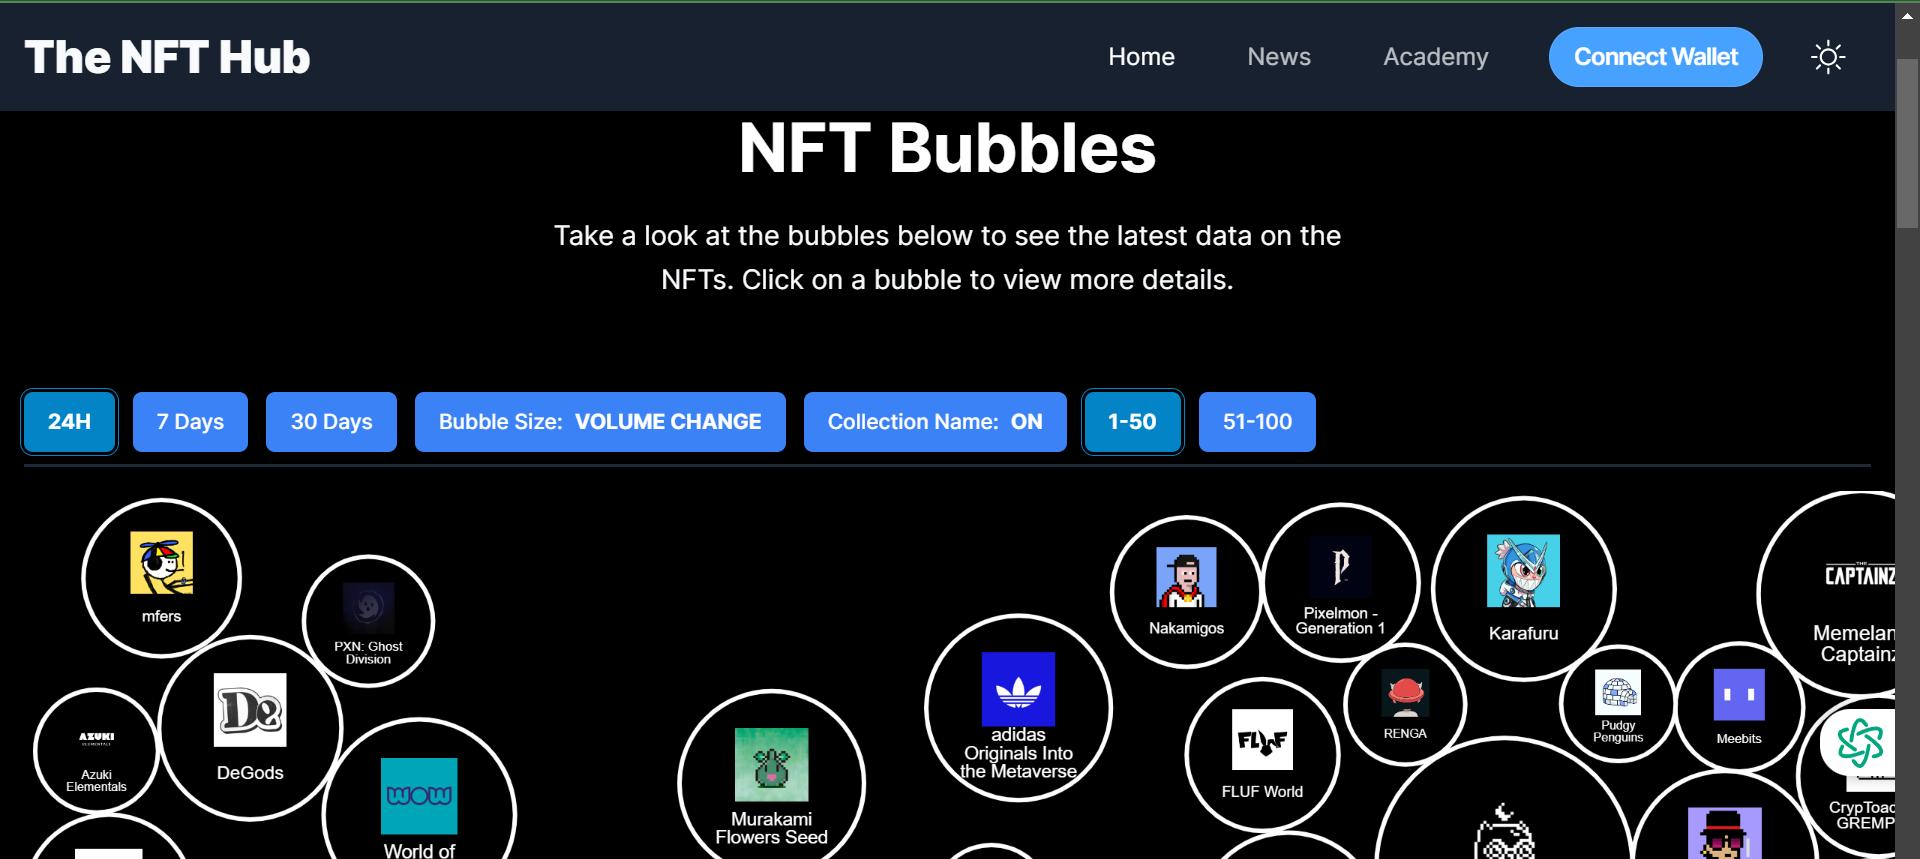 The NFT Hub
Home
News
Academy
Connect Wallet
NFT Bubbles
Take a look at the bubbles below to see the latest data on the
NFTs. Click on a bubble to view more details.
24H
7 Days
30 Days
Bubble Size: VOLUME CHANGE
Collection Name: ON
1-50
51-100
mfers
PXN: Ghost
Division
AZUKI
ELEMENTALS
Azuki
Elementals
De
DeGods
WOW
World of
Murakami
Flowers Seed
adidas
Originals Into
the Metaverse
Nakamigos
P
Pixelmon -
Generation 1
Karafuru
THE
CAPTAINZ
Memelan
Captainz
FLUF
FLUF World
RENGA
Pudgy
Penguins
Meebits
CrypToad
GREMP